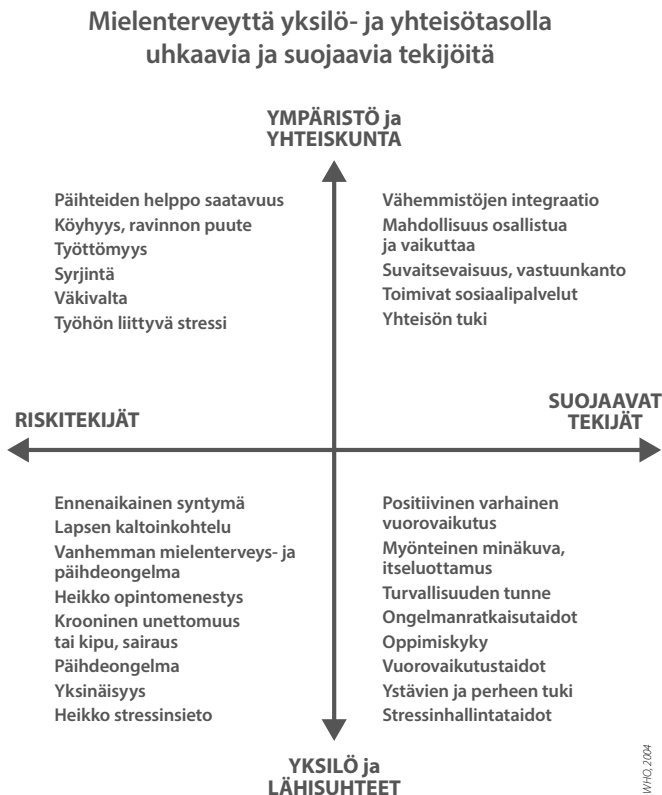 Mielenterveyttä yksilö- ja yhteisötasolla
uhkaavia ja suojaavia tekijöitä
YMPÄRISTÖ ja
YHTEISKUNTA
Päihteiden helppo saatavuus
Köyhyys, ravinnon puute
Työttömyys
Syrjintä
Väkivalta
Työhön liittyvä stressi
Vähemmistöjen integraatio
Mahdollisuus osallistua
ja vaikuttaa
Suvaitsevaisuus, vastuunkanto
Toimivat sosiaalipalvelut
Yhteisön tuki
RISKITEKIJÄT
SUOJAAVAT
TEKIJÄT
Ennenaikainen syntymä
Lapsen kaltoinkohtelu
Vanhemman mielenterveys- ja
päihdeongelma
Heikko opintomenestys
Krooninen unettomuus
tai kipu, sairaus
Päihdeongelma
Yksinäisyys
Heikko stressinsieto
Positiivinen varhainen
vuorovaikutus
Myönteinen minäkuva,
itseluottamus
Turvallisuuden tunne
Ongelmanratkaisutaidot
Oppimiskyky
Vuorovaikutustaidot
Ystävien ja perheen tuki
Stressinhallintataidot
YKSILÖ ja
LÄHISUHTEET
WHO, 2004